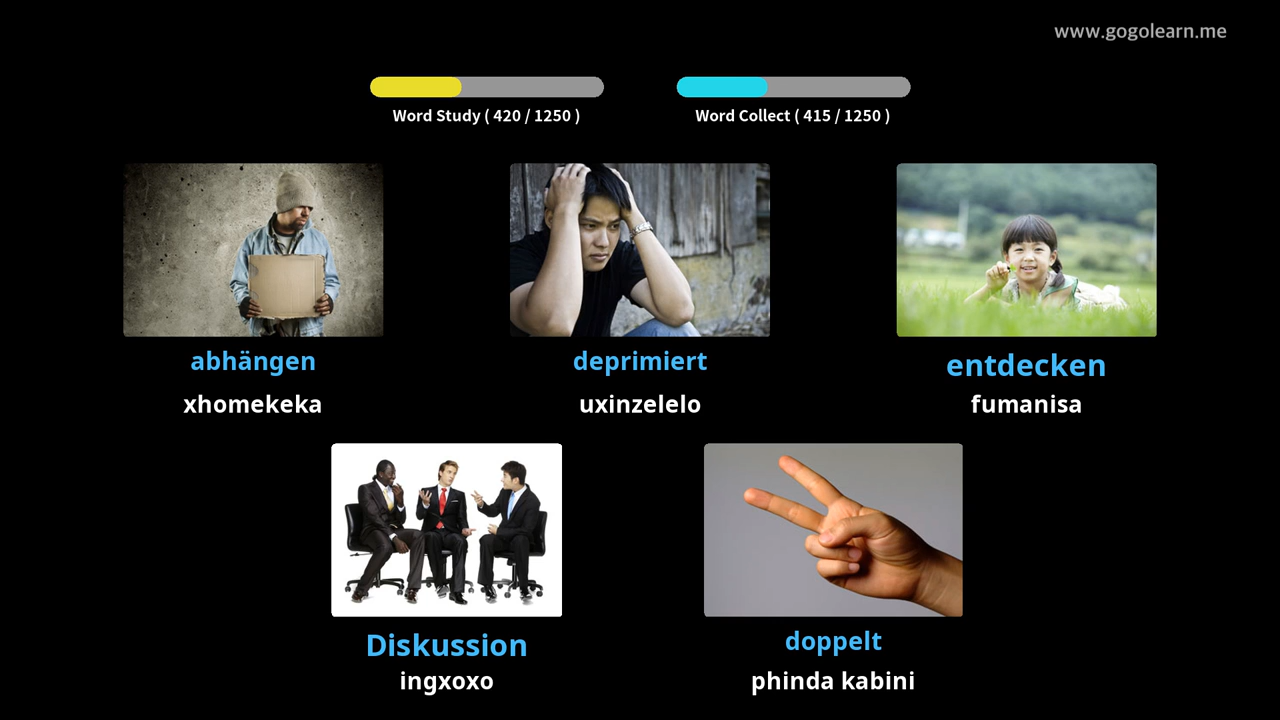 www.gogolearn.me
Word Study ( 420 / 1250 )
Word Collect ( 415 / 1250 )
abhängen
deprimiert
entdecken
xhomekeka
uxinzelelo
fumanisa
Diskussion
doppelt
ingxoxo
phinda kabini